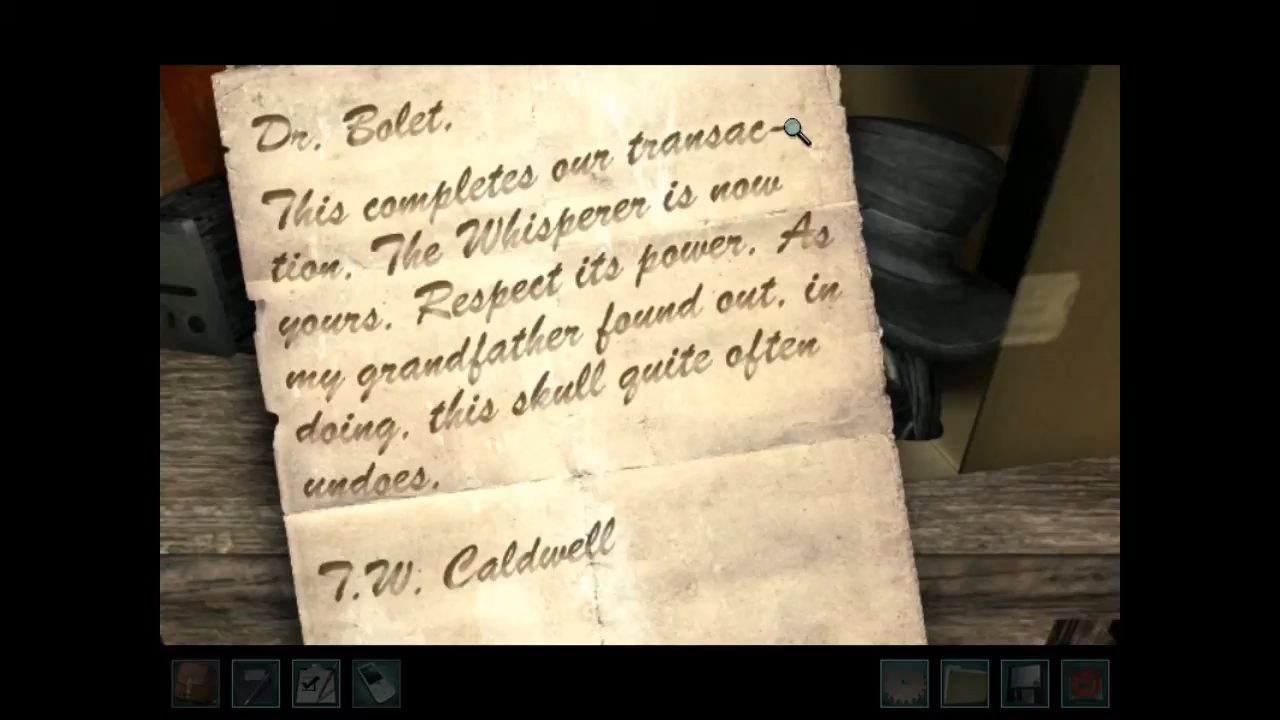 Dr. Bolet,
This completes our transac-
tion. The Whisperer is now
yours. Respect its power. As
my grandfather found out, in
doing, this skull quite often
undoes.
T.W. Caldwell